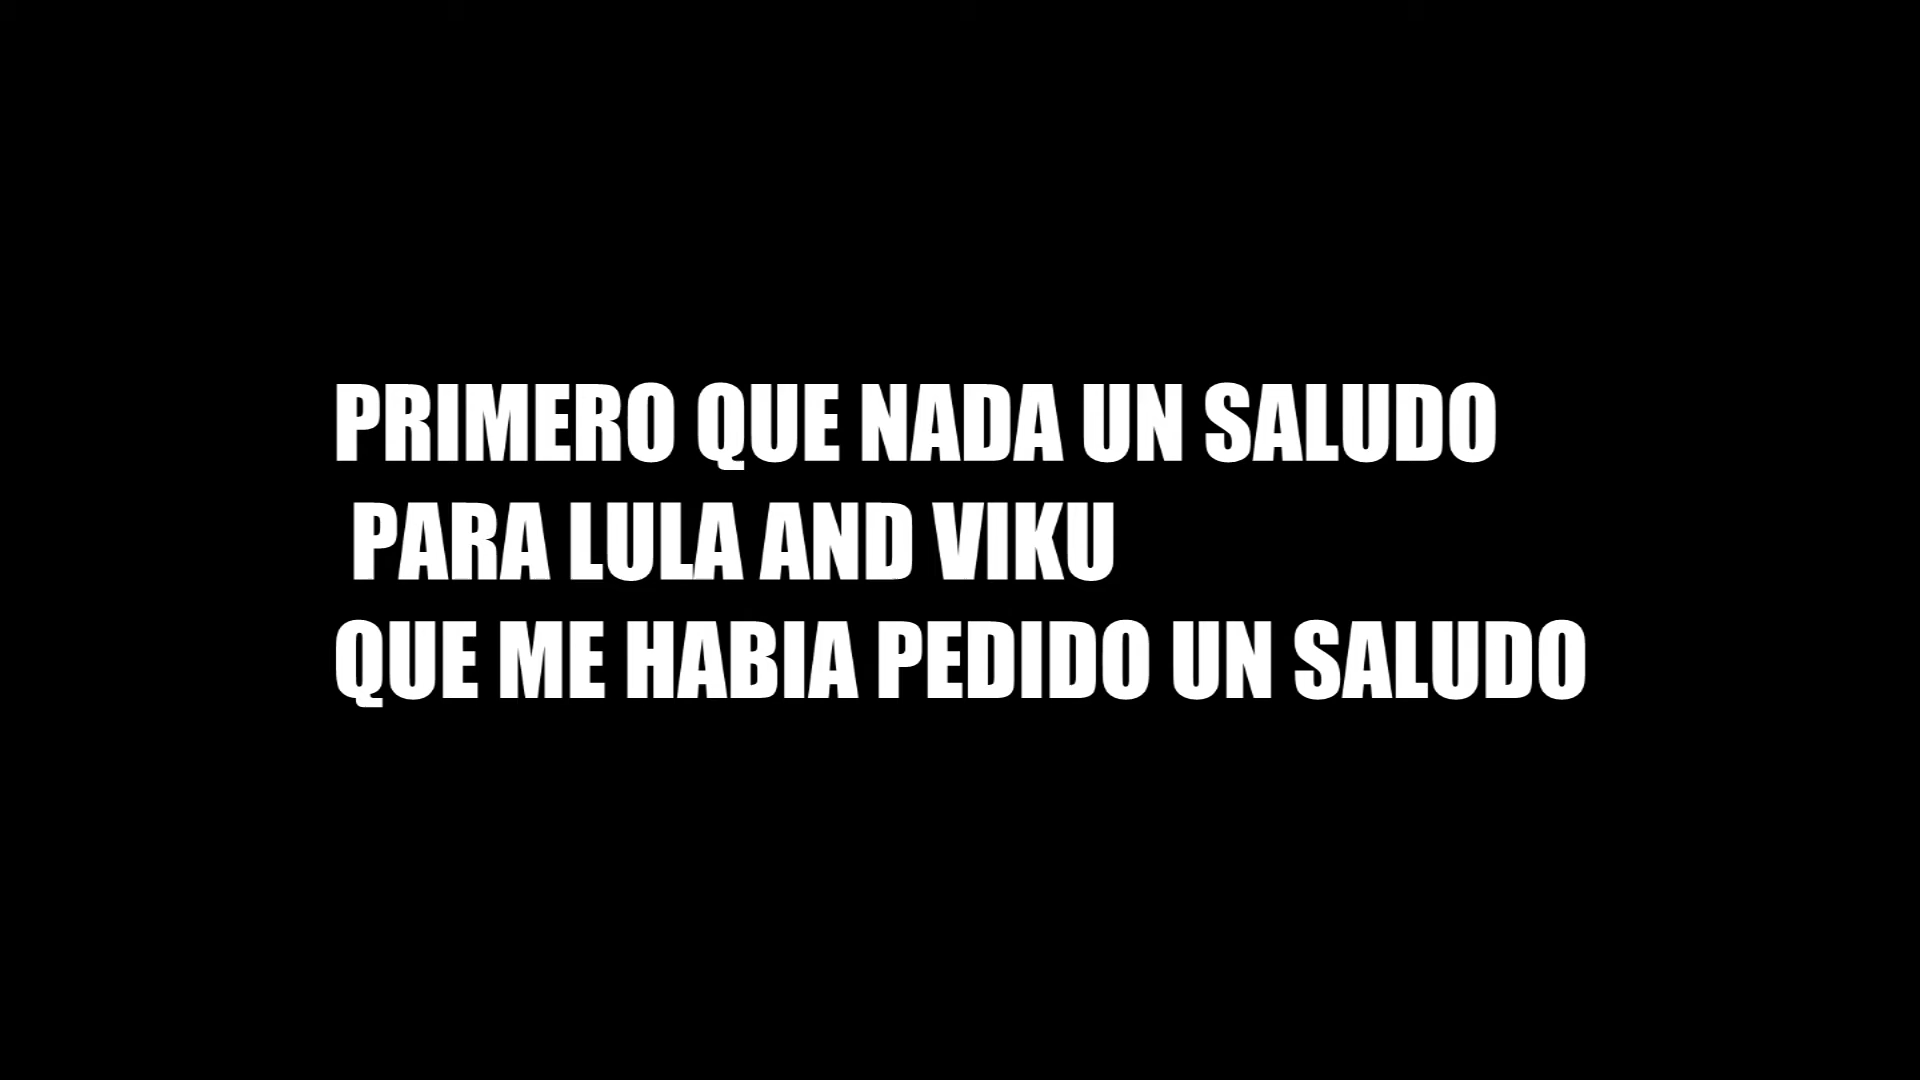 PRIMERO QUE NADA UN SALUDO
PARA LULA AND VIKU
QUE ME HABIA PEDIDO UN SALUDO